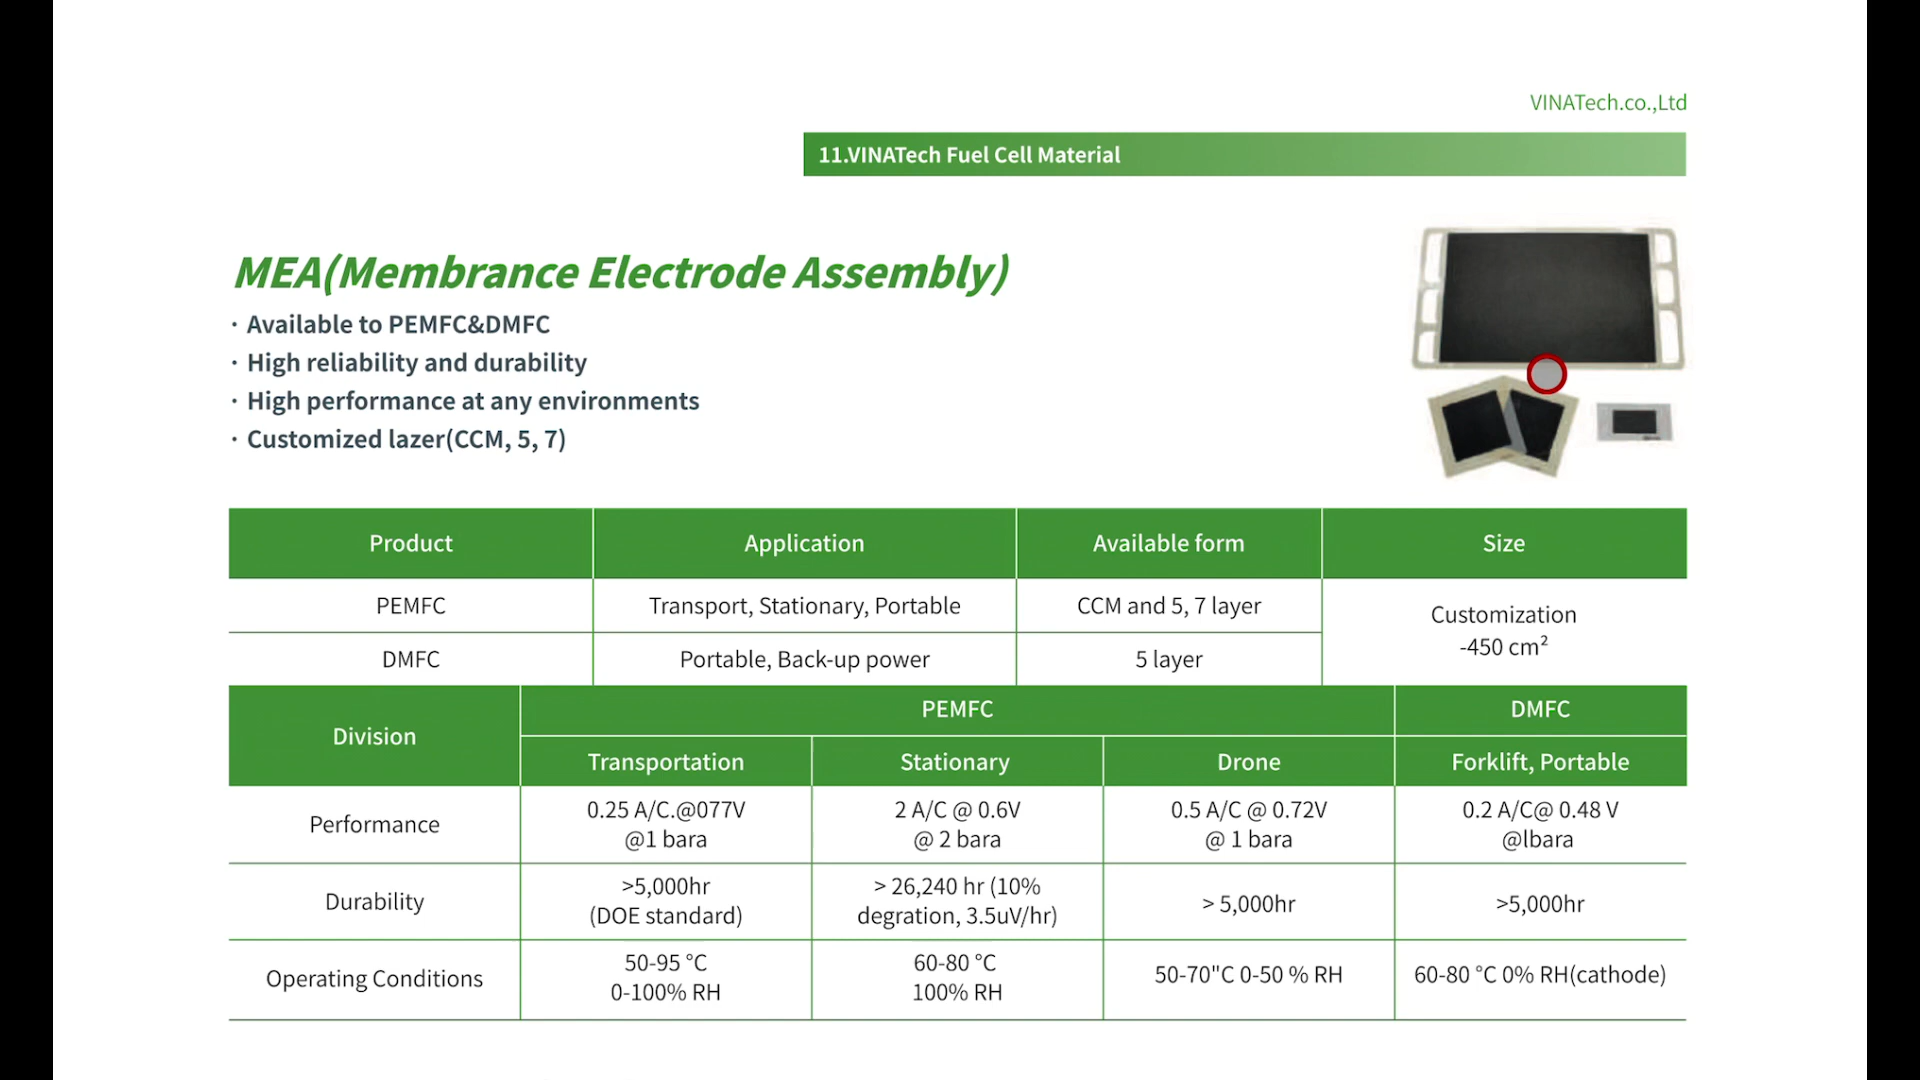 VINATech.co.,Ltd
11.VINATech Fuel Cell Material
MEA(Membrance Electrode Assembly)
· Available to PEMFC&DMFC
· High reliability and durability
· High performance at any environments
· Customized lazer(CCM, 5, 7)
Product Application Available form Size
PEMFC Transport, Stationary, Portable CCM and 5, 7 layer
Customization
-450 cm²
DMFC Portable, Back-up power 5 layer
Division
PEMFC DMFC
Transportation Stationary Drone Forklift, Portable
Performance
0.25 A/C.@077V
@1 bara
2 A/C @ 0.6V
@ 2 bara
0.5 A/C @ 0.72V
@ 1 bara
0.2 A/C@ 0.48 V
@lbara
Durability
>5,000hr
(DOE standard)
> 26,240 hr (10%
degration, 3.5uV/hr)
> 5,000hr
>5,000hr
Operating Conditions
50-95 °C
0-100% RH
60-80 °C
100% RH
50-70"C 0-50 % RH
60-80 °C 0% RH(cathode)